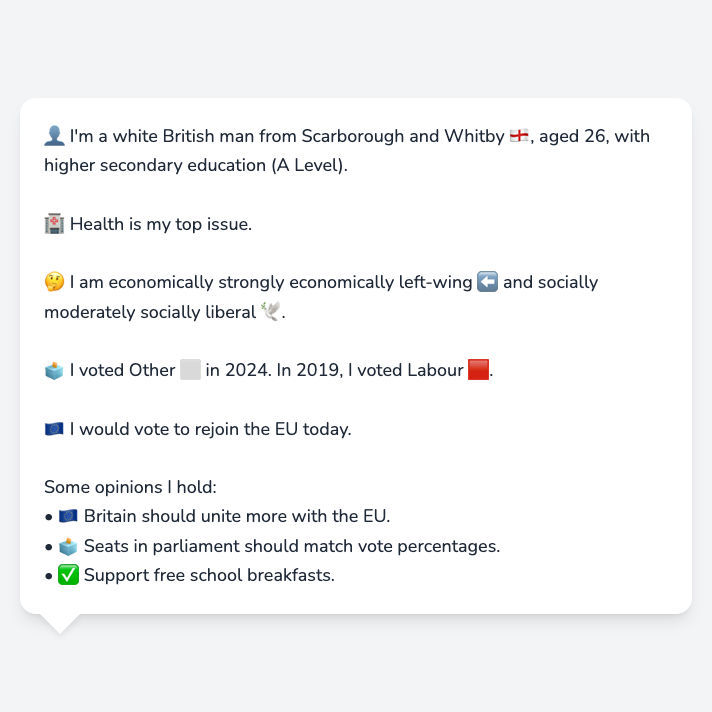 👤 I'm a white British man from Scarborough and Whitby 🏴󠁧󠁢󠁥󠁮󠁧󠁿, aged 26, with
higher secondary education (A Level).
🏥 Health is my top issue.
🤔 I am economically strongly economically left-wing ⬅️ and socially
moderately socially liberal 🕊️.
🗳️ I voted Other ⬜ in 2024. In 2019, I voted Labour 🟥.
🇪🇺 I would vote to rejoin the EU today.
Some opinions I hold:
• 🇪🇺 Britain should unite more with the EU.
• 🗳️ Seats in parliament should match vote percentages.
• ✅ Support free school breakfasts.